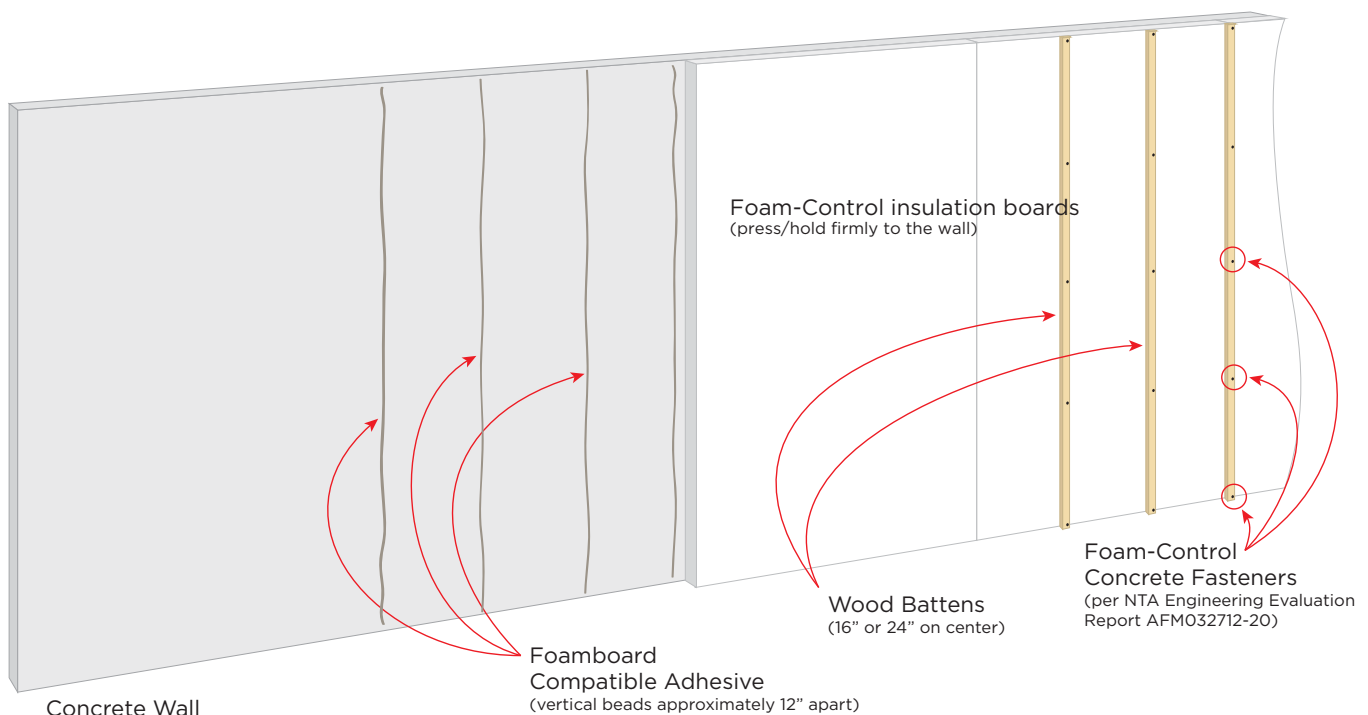 Foam-Control insulation boards
(press/hold firmly to the wall)
Foam-Control
Concrete Fasteners
(per NTA Engineering Evaluation
Report AFM032712-20)
Wood Battens
(16” or 24” on center)
Foamboard
Compatible Adhesive
(vertical beads approximately 12” apart)
Concrete Wall